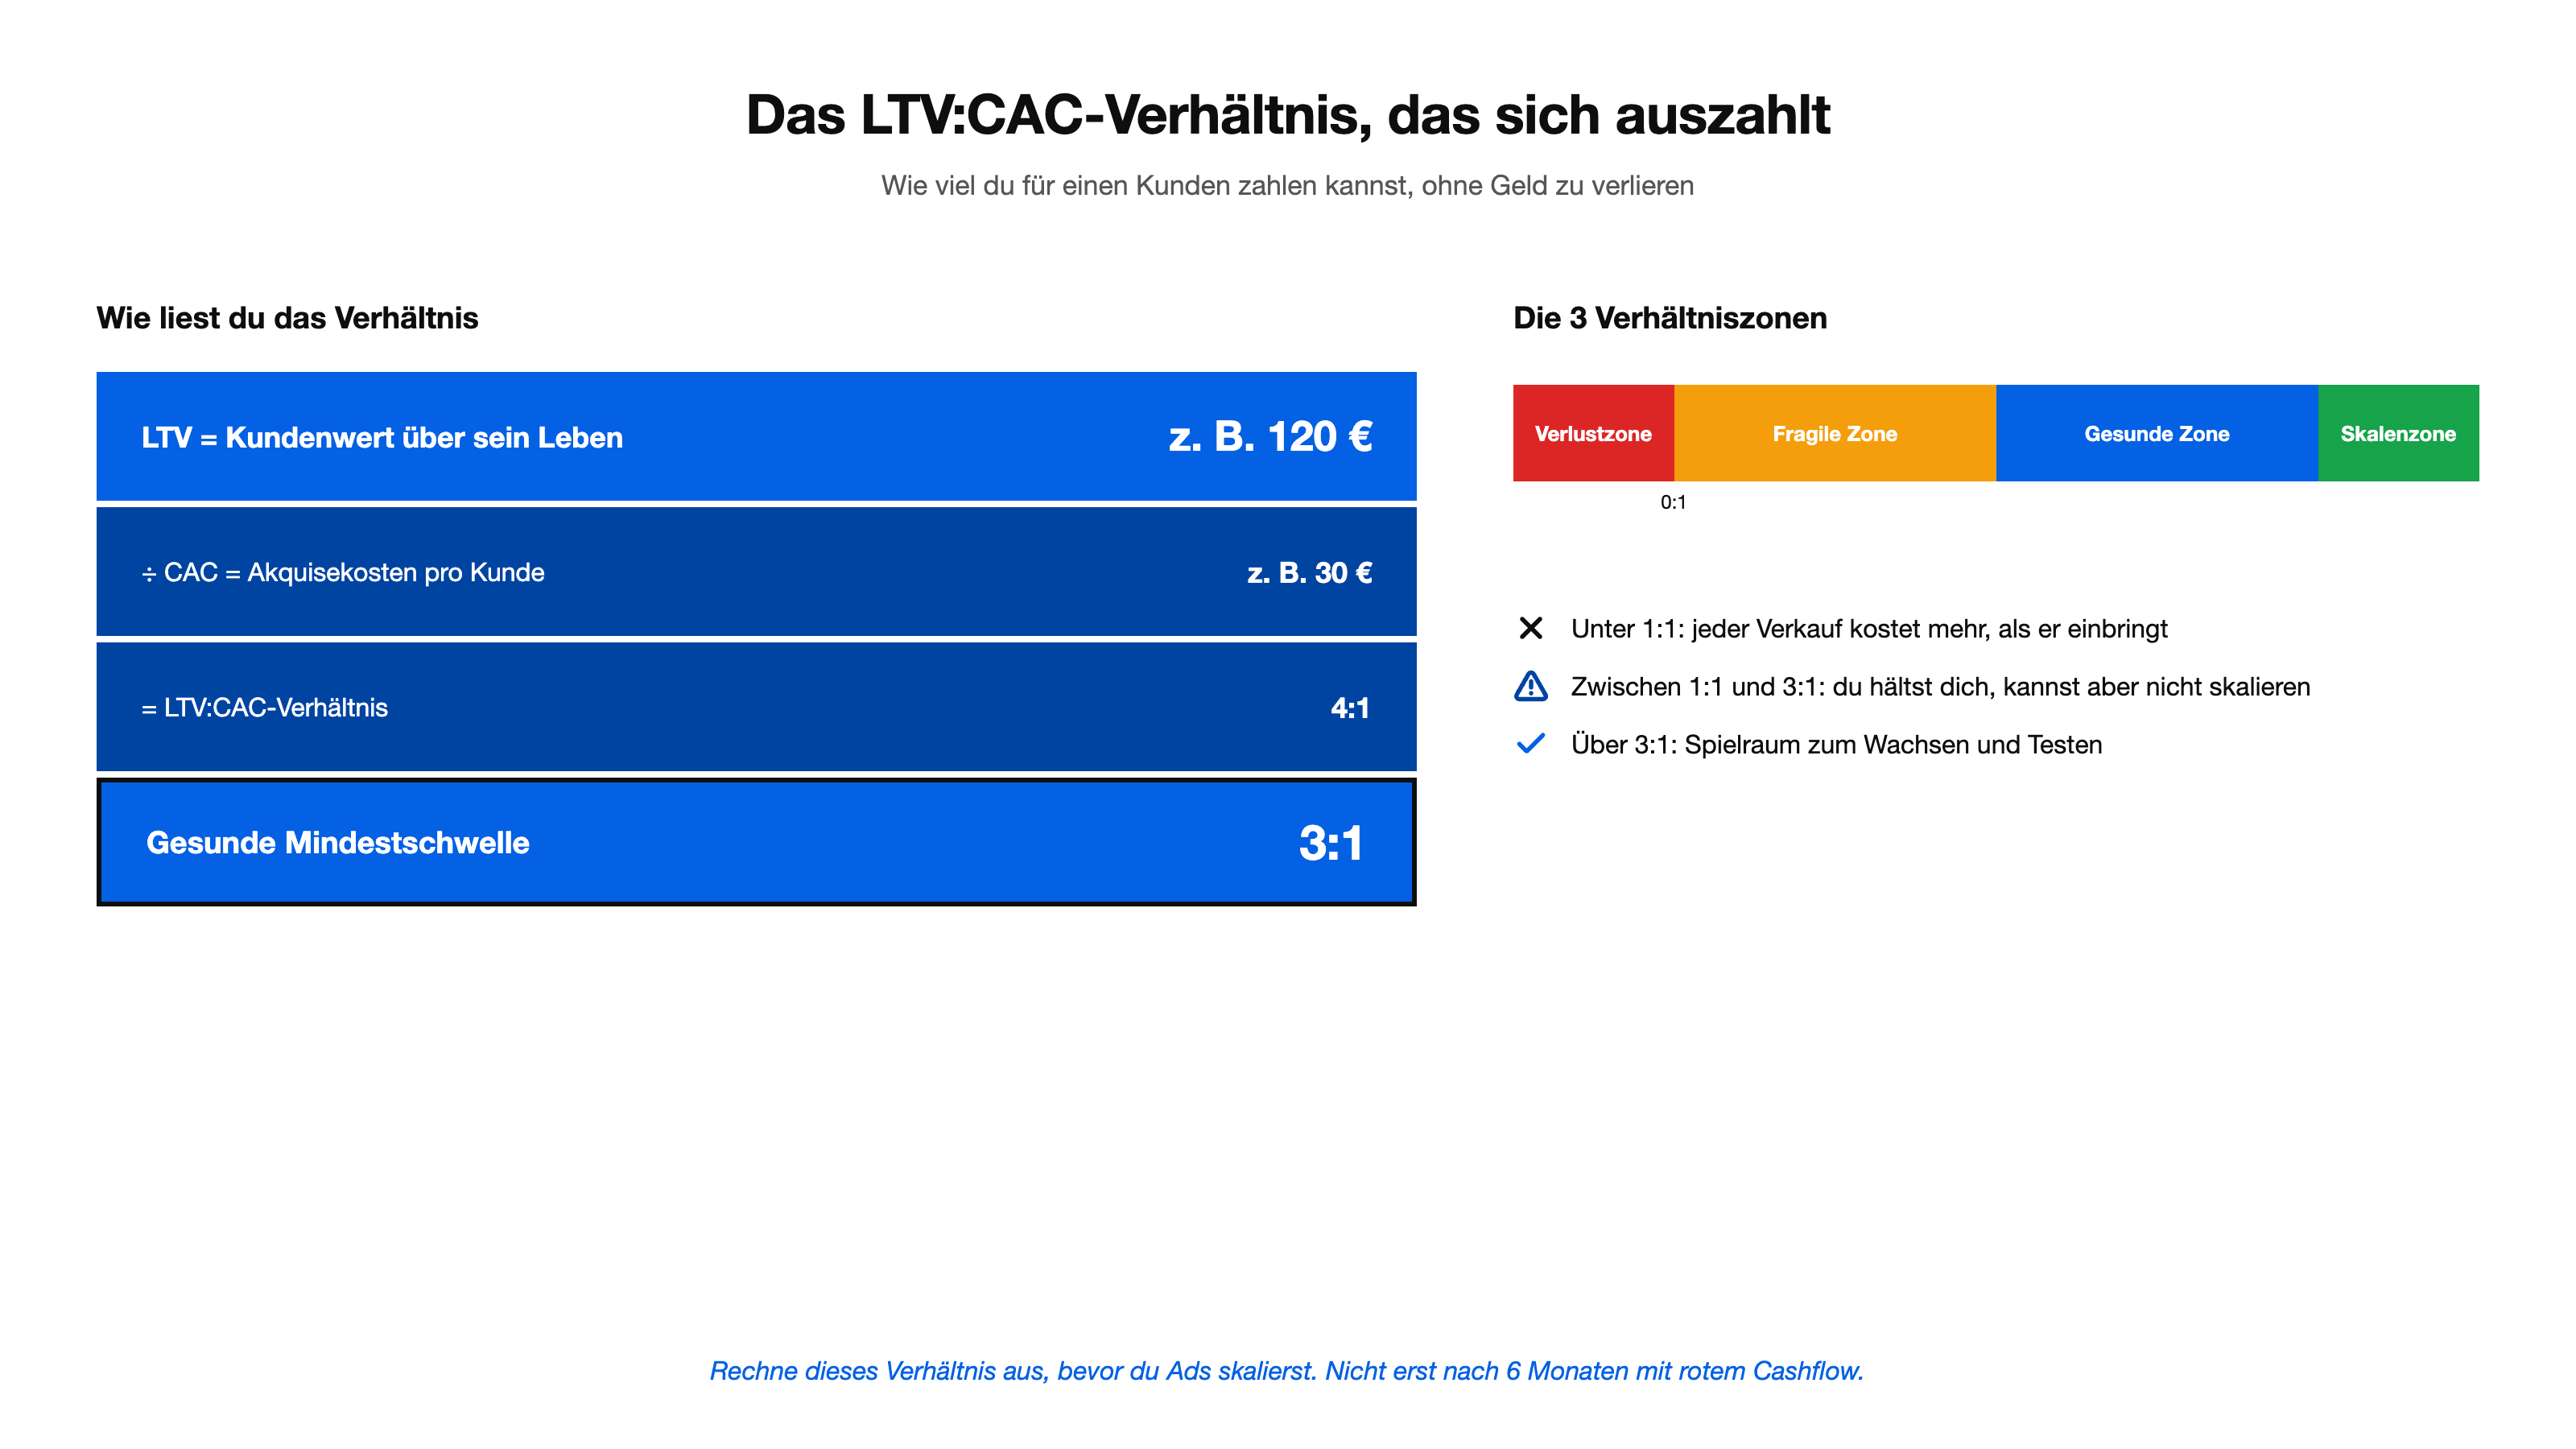 Das LTV:CAC-Verhältnis, das sich auszahlt
Wie viel du für einen Kunden zahlen kannst, ohne Geld zu verlieren
Wie liest du das Verhältnis
LTV = Kundenwert über sein Leben
z. B. 120 €
÷ CAC = Akquisekosten pro Kunde
z. B. 30 €
= LTV:CAC-Verhältnis
4:1
Gesunde Mindestschwelle
3:1
Die 3 Verhältniszonen
Verlustzone
Fragile Zone
Gesunde Zone
Skalenzone
0:1
Unter 1:1: jeder Verkauf kostet mehr, als er einbringt
Zwischen 1:1 und 3:1: du hältst dich, kannst aber nicht skalieren
Über 3:1: Spielraum zum Wachsen und Testen
Rechne dieses Verhältnis aus, bevor du Ads skalierst. Nicht erst nach 6 Monaten mit rotem Cashflow.